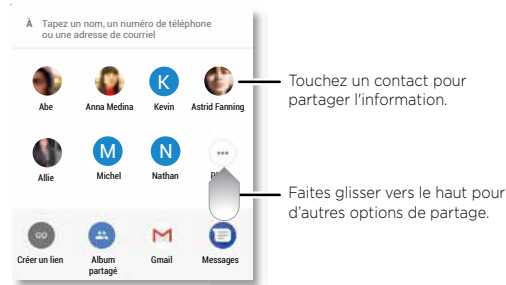 À Tapez un nom, un numéro de téléphone
ou une adresse de courriel
Abe Anna Medina K Kevin Astrid Fanning
Touchez un contact pour
partager l'information.
Allie M Michel N Nathan
Faites glisser vers le haut pour
d'autres options de partage.
Créer un lien Album
partagé Gmail Messages